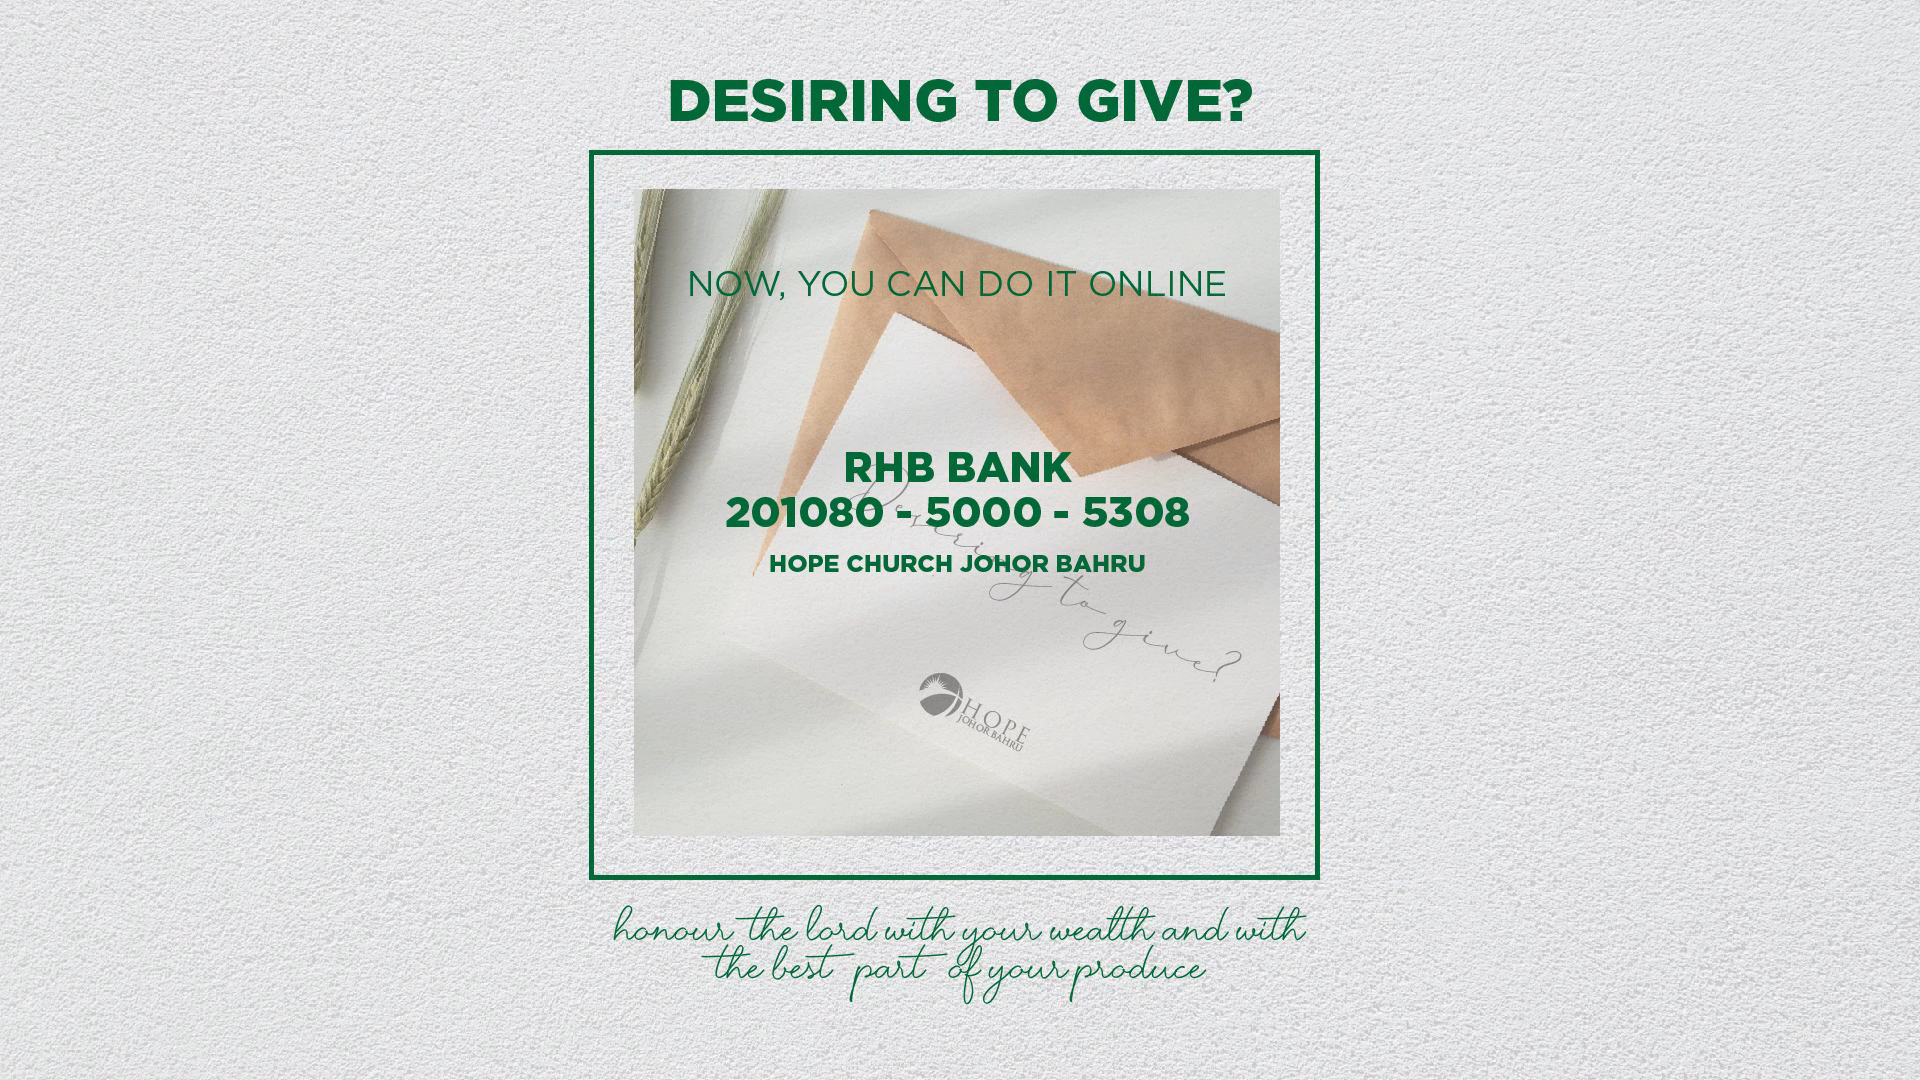 DESIRING TO GIVE?
NOW, YOU CAN DO IT ONLINE
RHB BANK
201080 - 5000 - 5308
HOPE CHURCH JOHOR BAHRU
Desiring to give?
HOPE
JOHOR BAHRU
honour the lord with your wealth and with
the best part of your produce